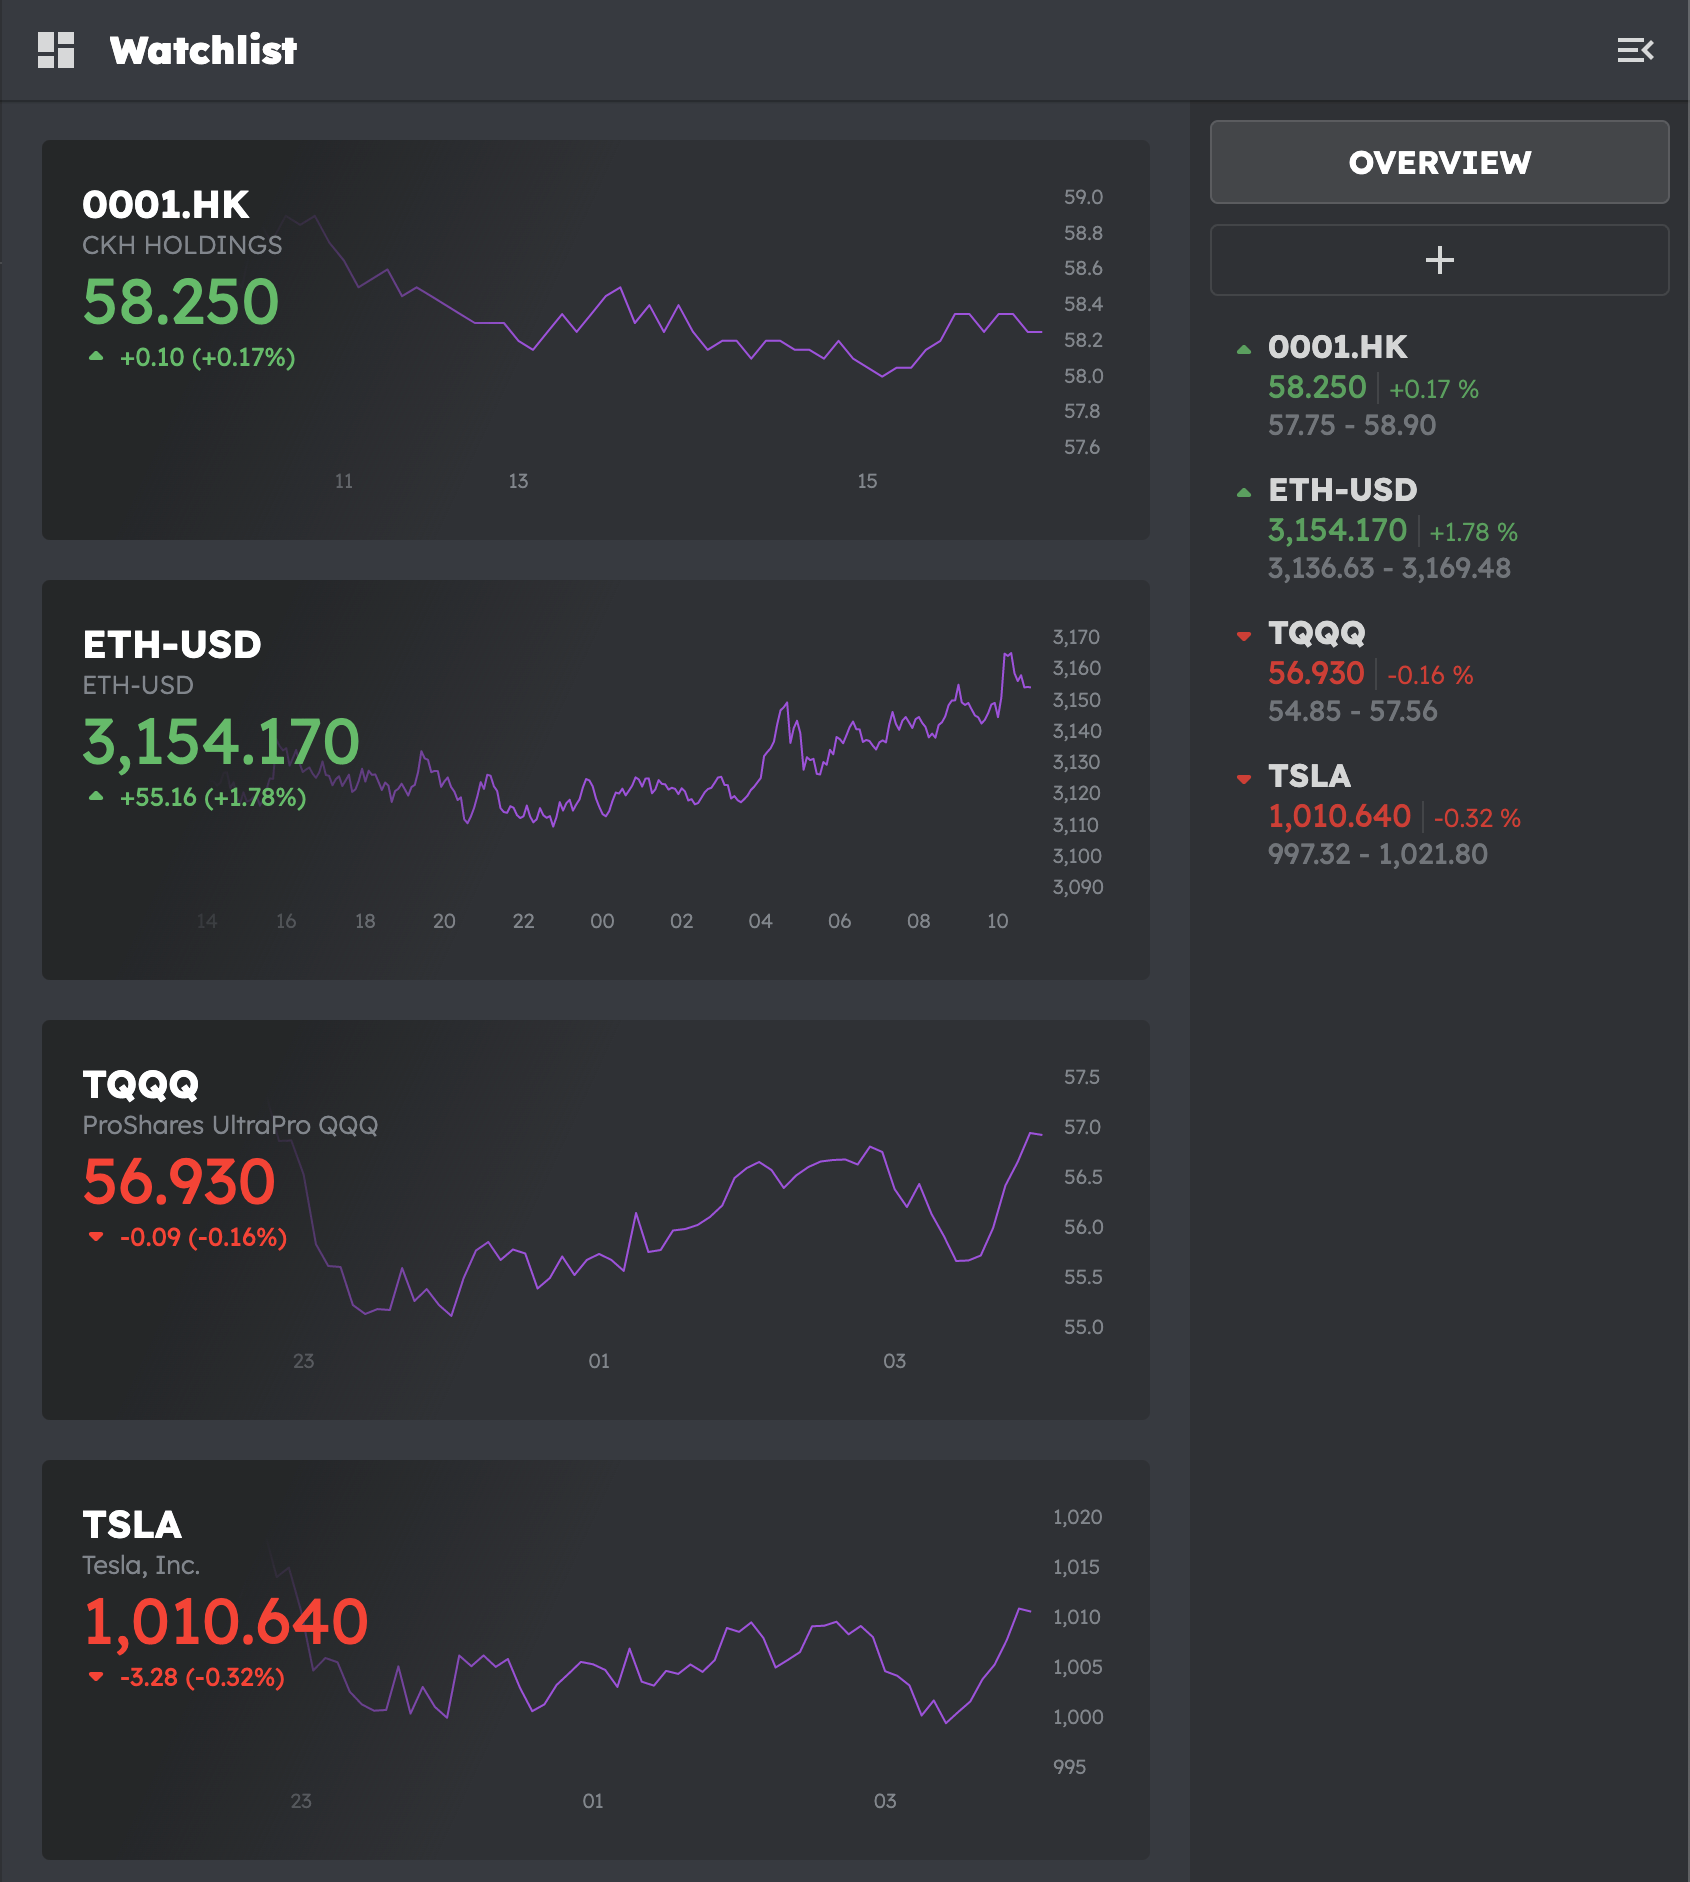 Watchlist
0001.HK
CKH HOLDINGS
58.250
+0.10 (+0.17%)
59.0
58.8
58.6
58.4
58.2
58.0
57.8
57.6
11 13 15
ETH-USD
ETH-USD
3,154.170
+55.16 (+1.78%)
3,170
3,160
3,150
3,140
3,130
3,120
3,110
3,100
3,090
14 16 18 20 22 00 02 04 06 08 10
TQQQ
ProShares UltraPro QQQ
56.930
-0.09 (-0.16%)
57.5
57.0
56.5
56.0
55.5
55.0
23 01 03
TSLA
Tesla, Inc.
1,010.640
-3.28 (-0.32%)
1,020
1,015
1,010
1,005
1,000
995
23 01 03
OVERVIEW
+
0001.HK
58.250 +0.17 %
57.75 - 58.90
ETH-USD
3,154.170 +1.78 %
3,136.63 - 3,169.48
TQQQ
56.930 -0.16 %
54.85 - 57.56
TSLA
1,010.640 -0.32 %
997.32 - 1,021.80